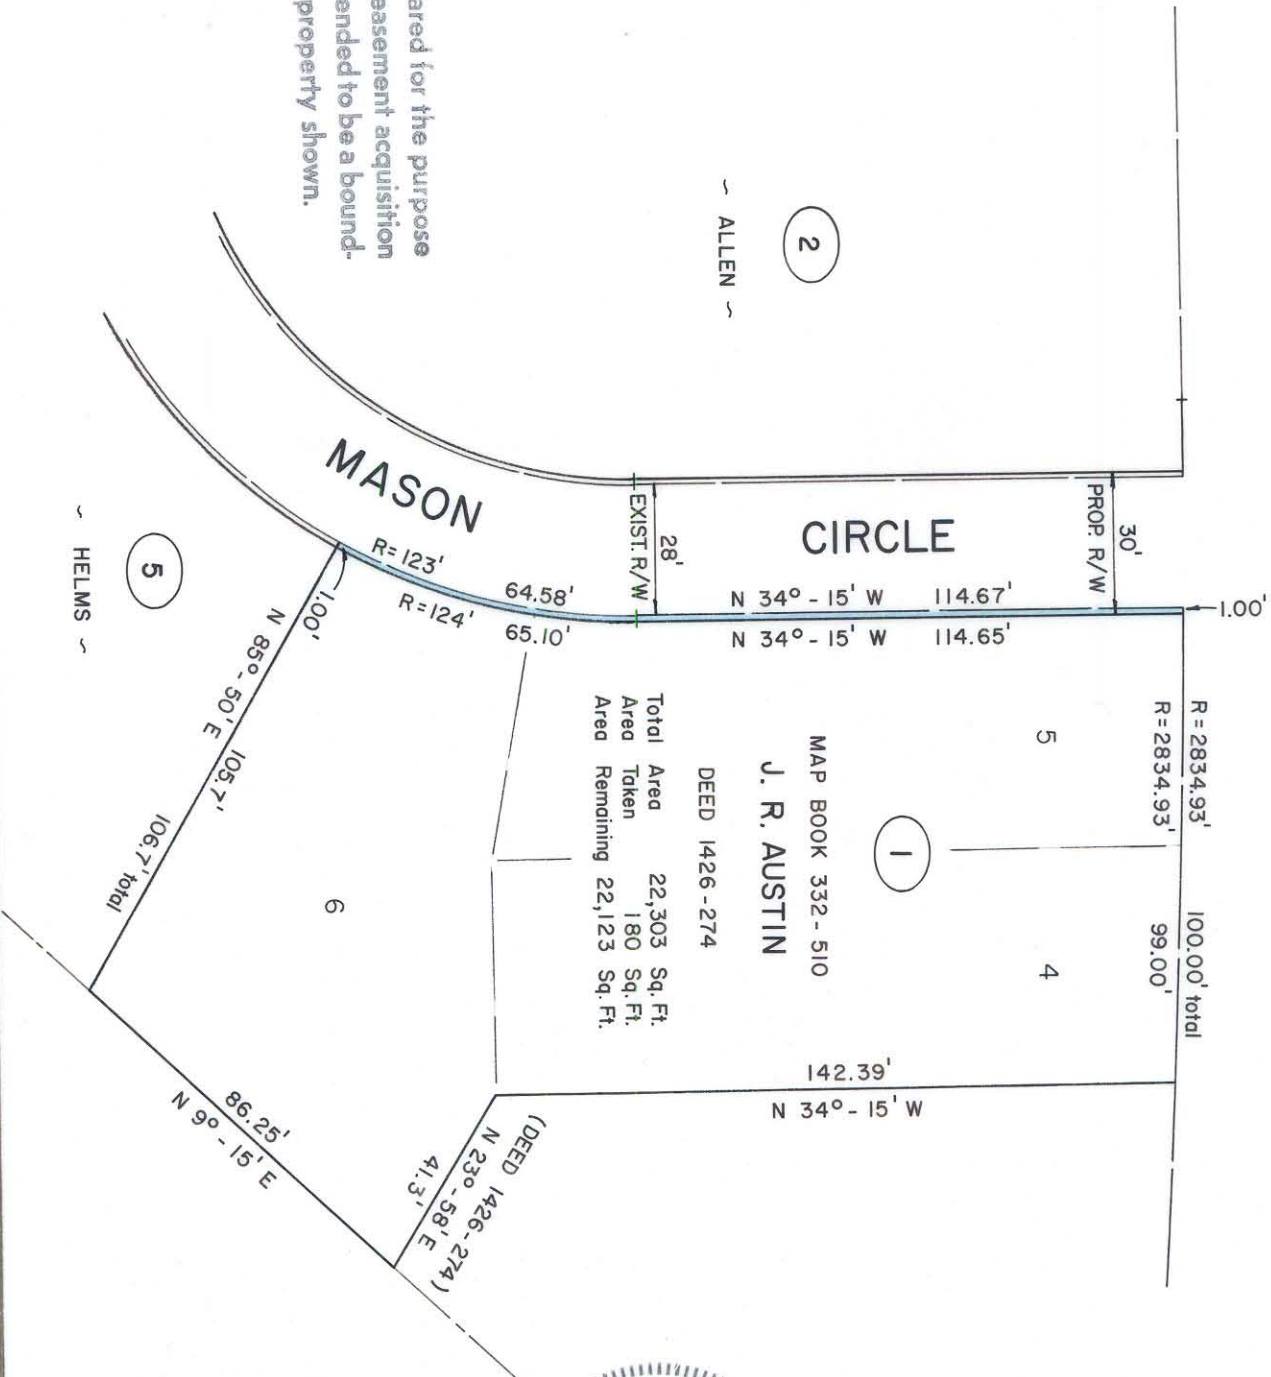 ared for the purpose
easement acquisition
ended to be a bound-
property shown.
2
~ ALLEN ~
MASON
CIRCLE
EXIST. R/W
28'
PROP. R/W
30'
1.00'
R=123'
64.58'
N 34° - 15' W 114.67'
R=124'
65.10'
N 34° - 15' W 114.65'
1.00'
5
~ HELMS ~
N 85° - 50' E 105.7'
106.7' total
R = 2834.93' 100.00' total
R = 2834.93' 99.00'
5
4
6
1
MAP BOOK 332 - 510
J. R. AUSTIN
DEED 1426 - 274
Total Area 22,303 Sq. Ft.
Area Taken 180 Sq. Ft.
Area Remaining 22,123 Sq. Ft.
142.39'
N 34° - 15' W
(DEED 1426-274)
N 23° - 58' E
41.3'
86.25'
N 9° - 15' E